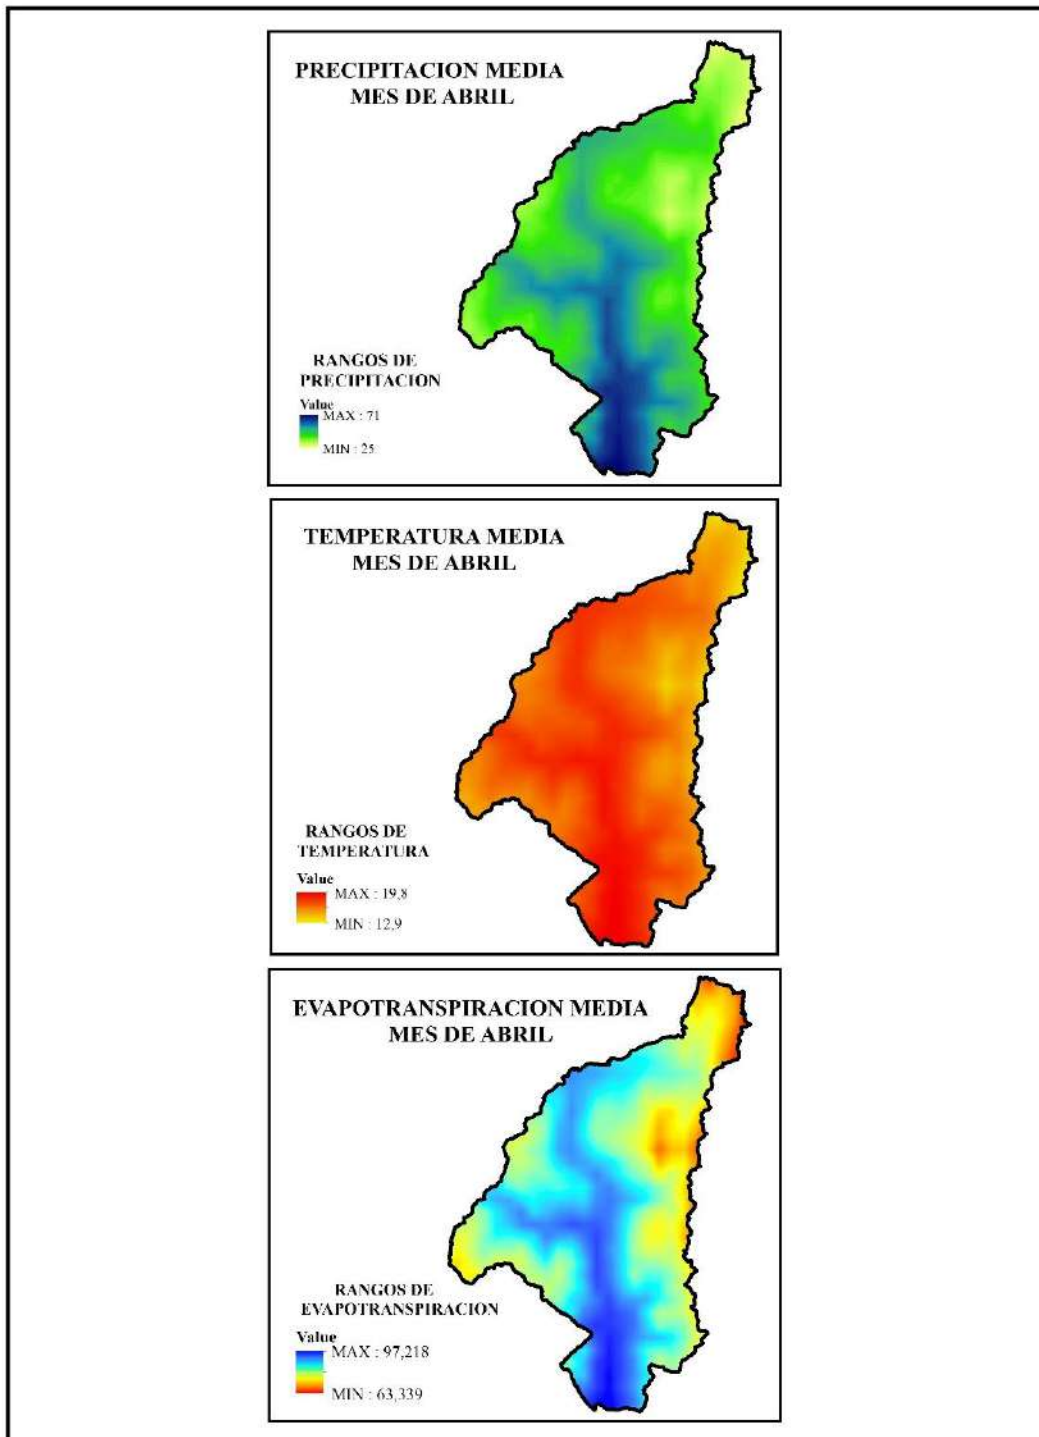 PRECIPITACION MEDIA
MES DE ABRIL
RANGOS DE
PRECIPITACION
Value
MAX : 71
MIN : 25
TEMPERATURA MEDIA
MES DE ABRIL
RANGOS DE
TEMPERATURA
Value
MAX : 19,8
MIN : 12,9
EVAPOTRANSPIRACION MEDIA
MES DE ABRIL
RANGOS DE
EVAPOTRANSPIRACION
Value
MAX : 97,218
MIN : 63,339